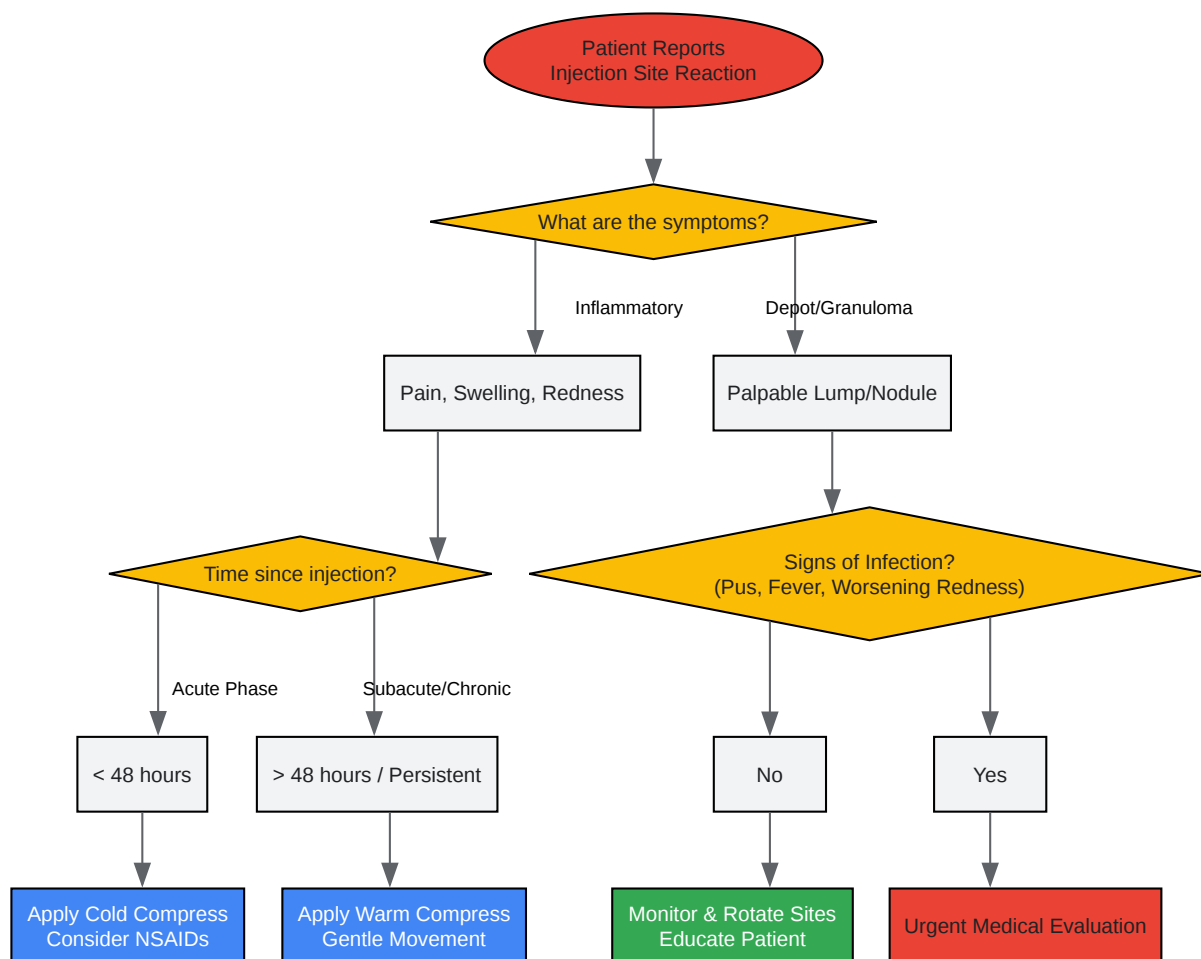 Patient Reports
Injection Site Reaction
What are the symptoms?
Inflammatory
Depot/Granuloma
Pain, Swelling, Redness
Palpable Lump/Nodule
Time since injection?
Signs of Infection?
(Pus, Fever, Worsening Redness)
Acute Phase
Subacute/Chronic
< 48 hours
> 48 hours / Persistent
No
Yes
Apply Cold Compress
Consider NSAIDs
Apply Warm Compress
Gentle Movement
Monitor & Rotate Sites
Educate Patient
Urgent Medical Evaluation